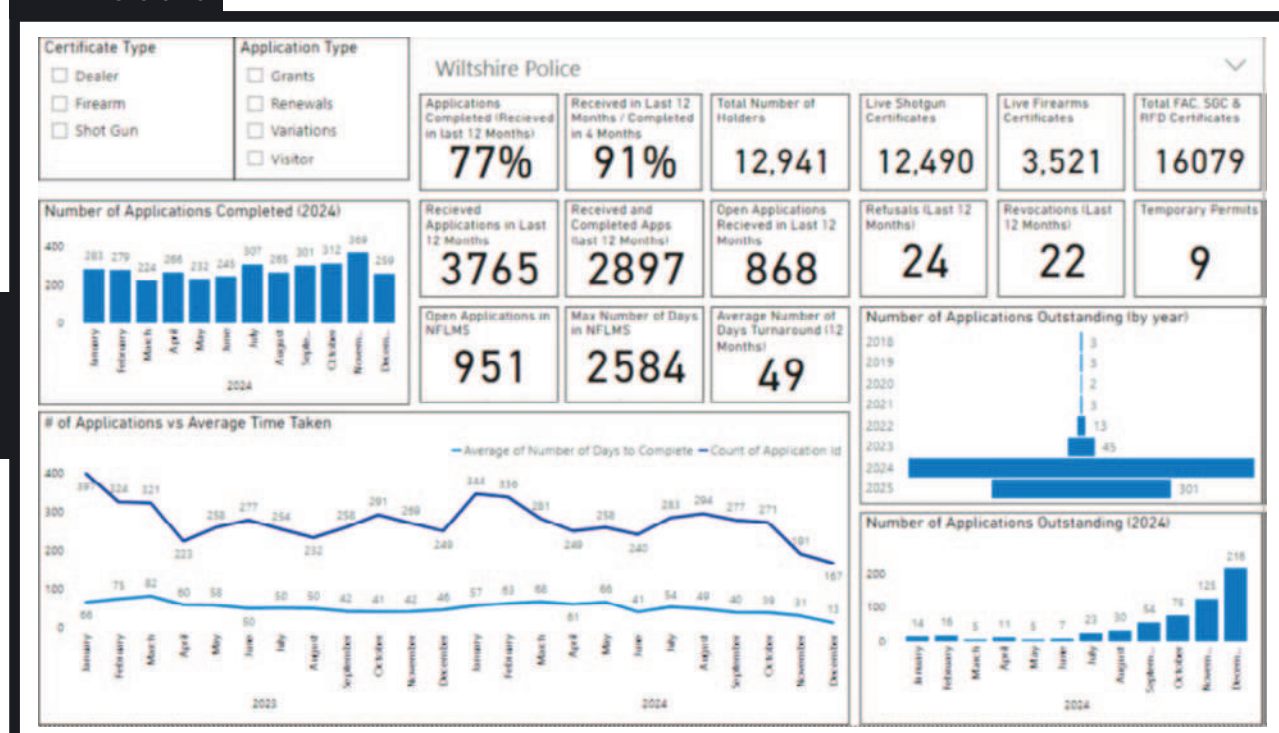 Certificate Type
Dealer
Firearm
Shot Gun
Application Type
Grants
Renewals
Variations
Visitor
Wiltshire Police
Applications
Completed (Recieved
in last 12 Months)
77%
Received in Last 12
Months / Completed
in 4 Months
91%
Total Number of
Holders
12,941
Live Shotgun
Certificates
12,490
Live Firearms
Certificates
3,521
Total FAC, SGC &
RFD Certificates
16079
Number of Applications Completed (2024)
400
200
0
283 279 224 266 232 245 307 265 301 312 369 259
January February March April May June July August Septe... October Novem... Decem...
2024
Recieved
Applications in Last
12 Months
3765
Received and
Completed Apps
(last 12 Months)
2897
Open Applications
Recieved in Last 12
Months
868
Refusals (Last 12
Months)
24
Revocations (Last
12 Months)
22
Temporary Permits
9
Open Applications in
NFLMS
951
Max Number of Days
in NFLMS
2584
Average Number of
Days Turnaround (12
Months)
49
Number of Applications Outstanding (by year)
2018 3
2019 3
2020 2
2021 3
2022 13
2023 45
2024
2025 301
# of Applications vs Average Time Taken
Average of Number of Days to Complete Count of Application Id
400
300
200
100
0
397 324 321 223 258 277 254 232 258 291 269 249 344 336 281 249 258 240 283 294 277 271 191 167
66 75 82 60 58 50 50 50 42 41 42 46 57 63 68 61 66 41 54 49 40 39 31 13
January February March April May June July August September October November December January February March April May June July August September October November December
2023 2024
Number of Applications Outstanding (2024)
200
100
0
14 16 5 11 7 23 30 54 125 216
January February March April May June July August Septem... October Novem... Decem...
2024